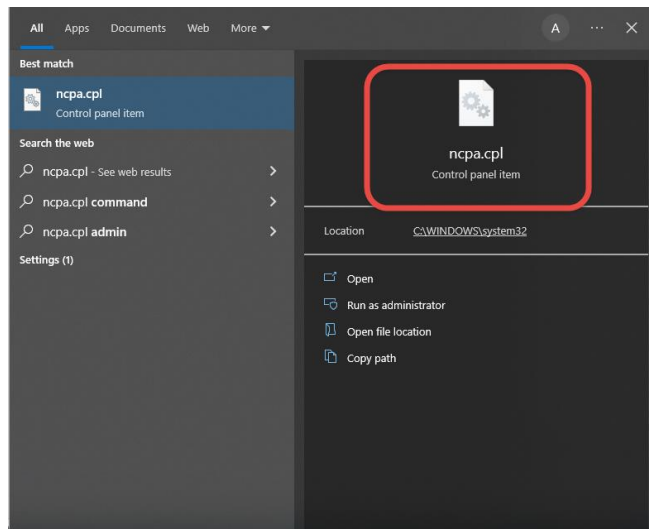 All Apps Documents Web More
A ...
Best match
ncpa.cpl
Control panel item
Search the web
ncpa.cpl - See web results
ncpa.cpl command
ncpa.cpl admin
Settings (1)
ncpa.cpl
Control panel item
Location C:\WINDOWS\system32
Open
Run as administrator
Open file location
Copy path